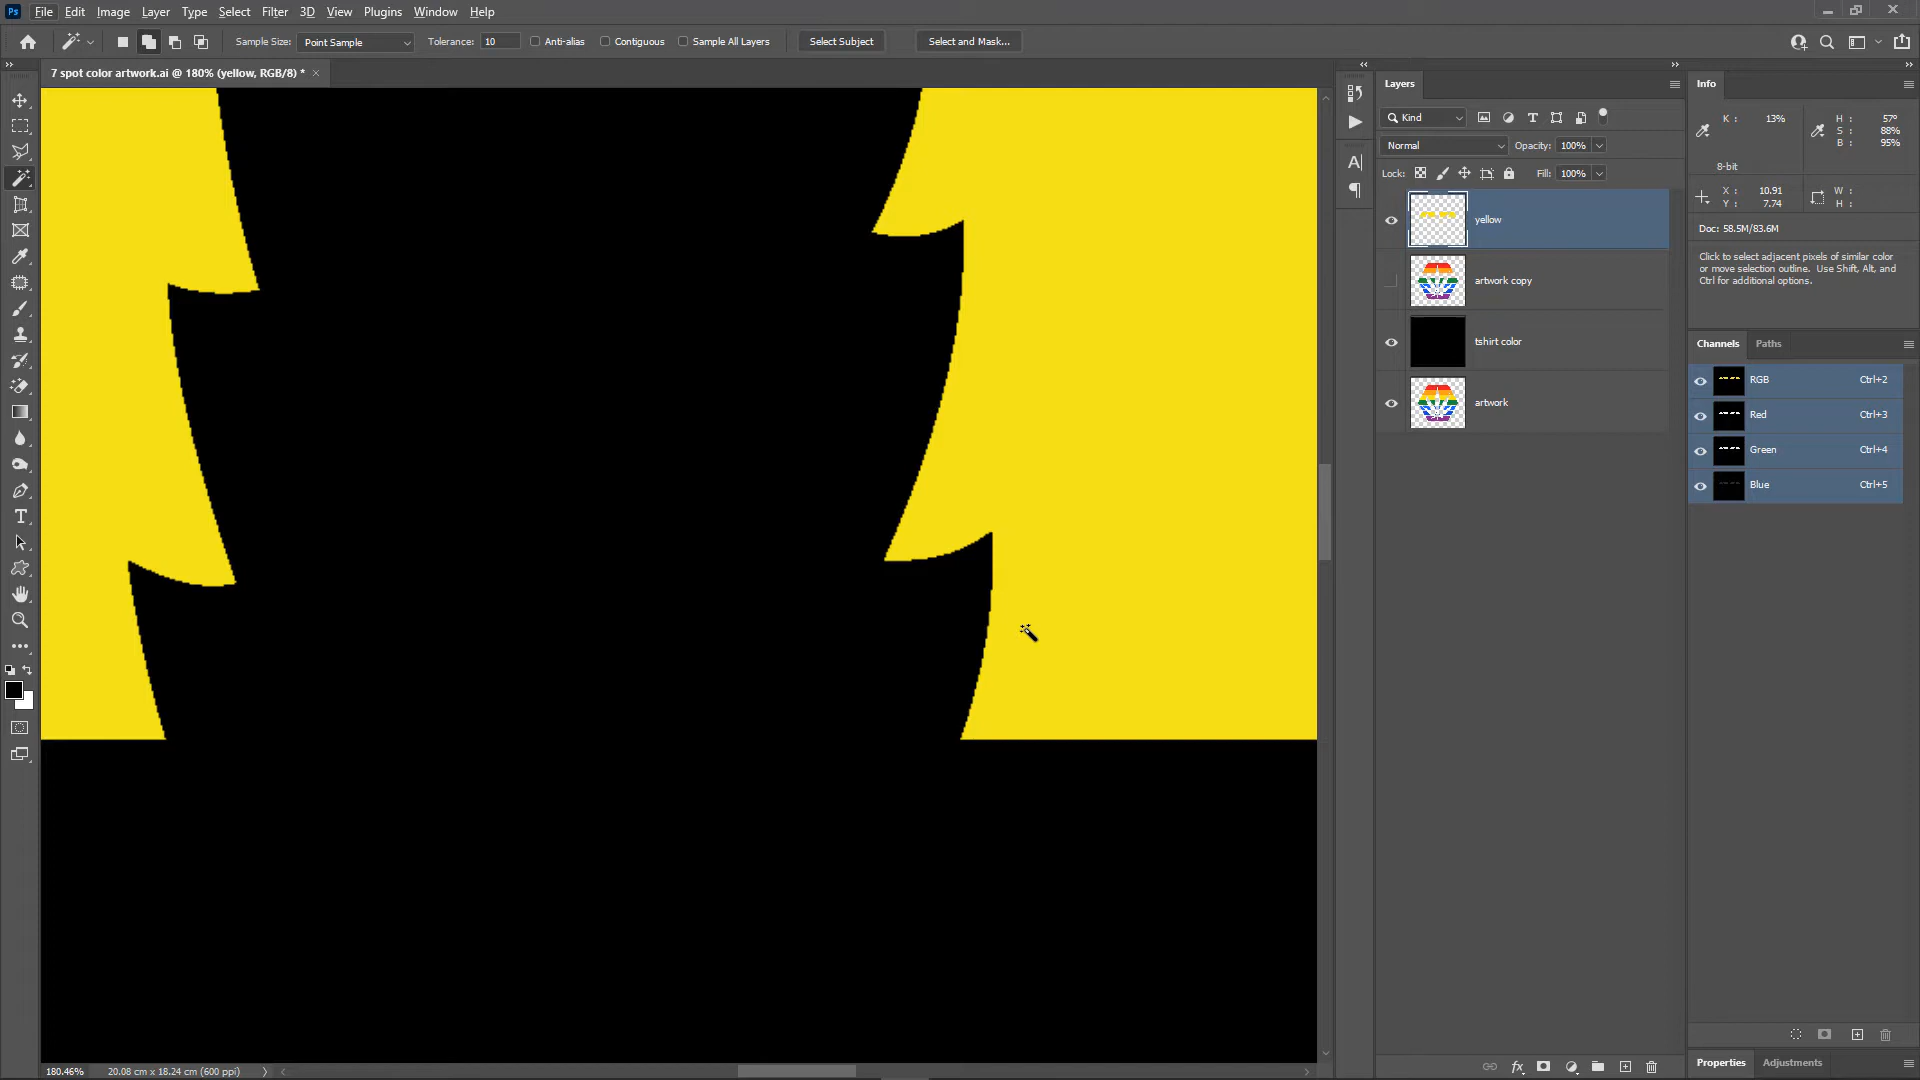 Ps File Edit Image Layer Type Select Filter 3D View Plugins Window Help
Sample Size: Point Sample Tolerance: 10 Anti-alias Contiguous Sample All Layers Select Subject Select and Mask...
7 spot color artwork.ai @ 180% (yellow, RGB/8) * ×
Layers
Kind
Normal Opacity: 100%
Lock: Fill: 100%
yellow
artwork copy
tshirt color
artwork
Info
K : 13% H : 57°
S : 88%
B : 95%
8-bit
X : 10.91 W :
Y : 7.74 H :
Doc: 58.5M/83.6M
Click to select adjacent pixels of similar color
or move selection outline. Use Shift, Alt, and
Ctrl for additional options.
Channels Paths
RGB Ctrl+2
Red Ctrl+3
Green Ctrl+4
Blue Ctrl+5
Properties Adjustments
180.46% 20.08 cm x 18.24 cm (600 ppi)